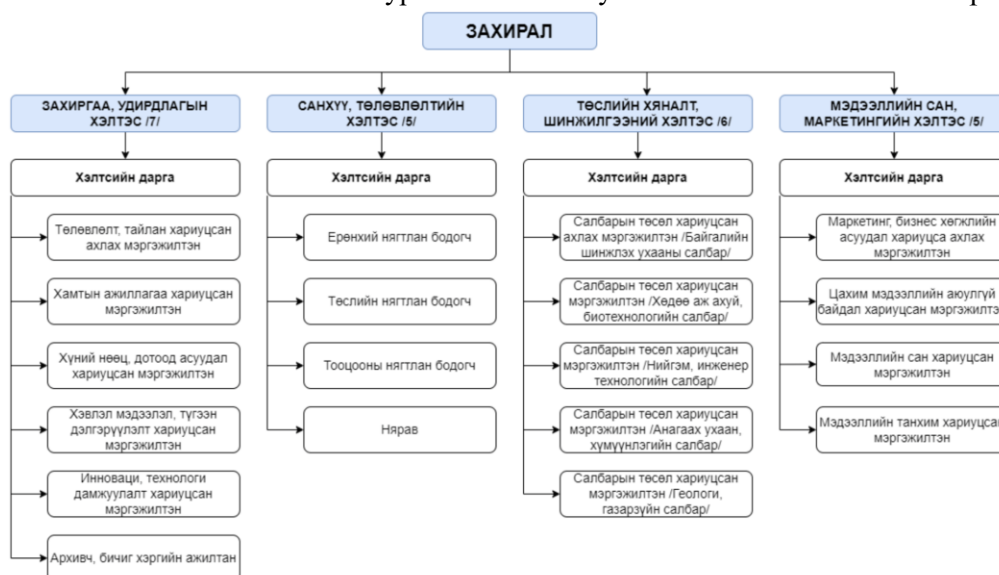 ЗАХИРАЛ
ЗАХИРГАА, УДИРДЛАГЫН
ХЭЛТЭС /7/
Хэлтсийн дарга
Төлөвлөлт, тайлан хариуцсан
ахлах мэргэжилтэн
Хамтын ажиллагаа хариуцсан
мэргэжилтэн
Хүний нөөц, дотоод асуудал
хариуцсан мэргэжилтэн
Хэвлэл мэдээлэл, түгээн
дэлгэрүүлэлт хариуцсан
мэргэжилтэн
Инноваци, технологи
дамжуулалт хариуцсан
мэргэжилтэн
Архивч, бичиг хэргийн ажилтан
САНХҮҮ, ТӨЛӨВЛӨЛТИЙН
ХЭЛТЭС /5/
Хэлтсийн дарга
Ерөнхий нягтлан бодогч
Төслийн нягтлан бодогч
Тооцооны нягтлан бодогч
Нярав
ТӨСЛИЙН ХЯНАЛТ,
ШИНЖИЛГЭЭНИЙ ХЭЛТЭС /6/
Хэлтсийн дарга
Салбарын төсөл хариуцсан
ахлах мэргэжилтэн /Байгалийн
шинжлэх ухааны салбар/
Салбарын төсөл хариуцсан
мэргэжилтэн /Хөдөө аж ахуй,
биотехнологийн салбар/
Салбарын төсөл хариуцсан
мэргэжилтэн /Нийгэм, инженер
технологийн салбар/
Салбарын төсөл хариуцсан
мэргэжилтэн /Анагаах ухаан,
хүмүүнлэгийн салбар/
Салбарын төсөл хариуцсан
мэргэжилтэн /Геологи,
газарзүйн салбар/
МЭДЭЭЛЛИЙН САН,
МАРКЕТИНГИЙН ХЭЛТЭС /5/
Хэлтсийн дарга
Маркетинг, бизнес хөгжлийн
асуудал хариуцса ахлах
мэргэжилтэн
Цахим мэдээллийн аюулгүй
байдал хариуцсан
Мэдээллийн сан хариуцсан
мэргэжилтэн
Мэдээллийн танхим
мэргэжилтэн